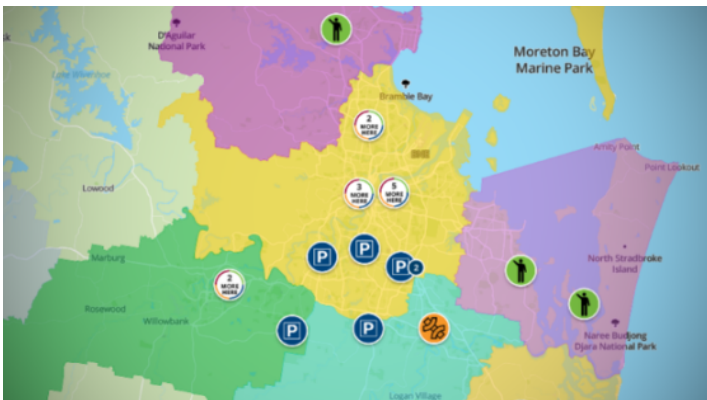 D'Aguilar
National Park
Moreton Bay
Marine Park
Lake Wivenhoe
Bramble Bay
2
MORE
HERE
Amity Point
Point Lookout
Lowood
3
MORE
HERE
5
MORE
HERE
P
P
P 2
Marburg
North Stradbroke
Island
2
MORE
HERE
Rosewood
Willowbank
P
P
Naree Budjong
Djara National Park
Logan Village